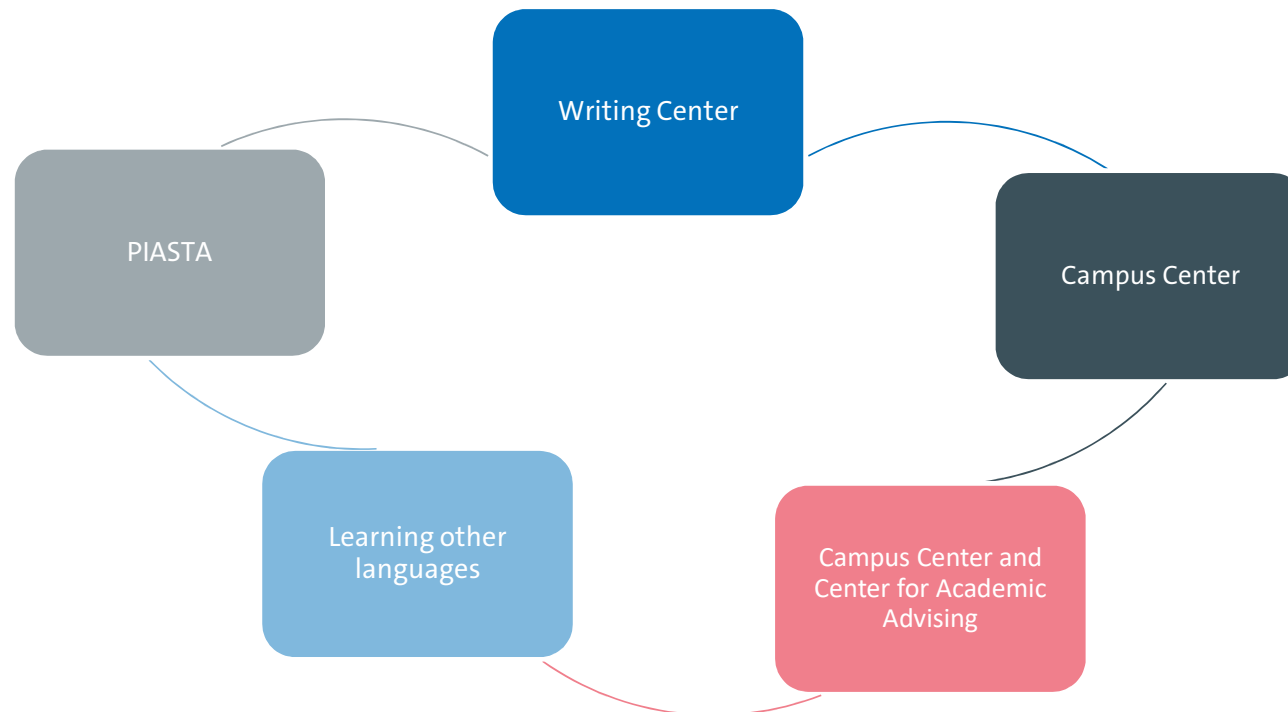 Writing Center
PIASTA
Campus Center
Learning other
languages
Campus Center and
Center for Academic
Advising